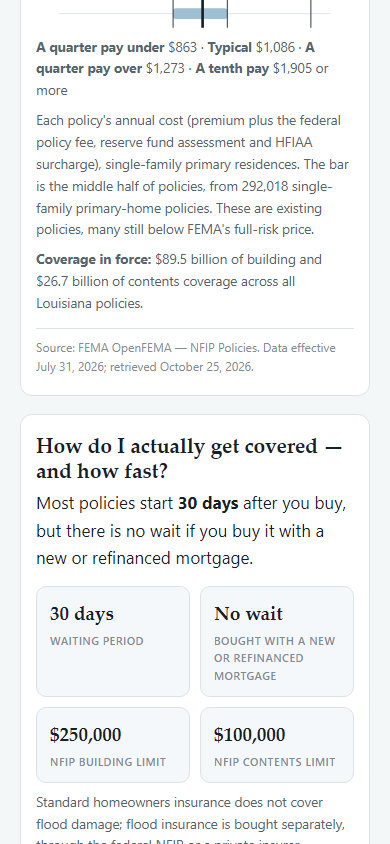 A quarter pay under $863 · Typical $1,086 · A
quarter pay over $1,273 · A tenth pay $1,905 or
more
Each policy's annual cost (premium plus the federal
policy fee, reserve fund assessment and HFIAA
surcharge), single-family primary residences. The bar
is the middle half of policies, from 292,018 single-
family primary-home policies. These are existing
policies, many still below FEMA's full-risk price.
Coverage in force: $89.5 billion of building and
$26.7 billion of contents coverage across all
Louisiana policies.
Source: FEMA OpenFEMA — NFIP Policies. Data effective
July 31, 2026; retrieved October 25, 2026.
How do I actually get covered —
and how fast?
Most policies start 30 days after you buy,
but there is no wait if you buy it with a
new or refinanced mortgage.
30 days
WAITING PERIOD
No wait
BOUGHT WITH A NEW
OR REFINANCED
MORTGAGE
$250,000
NFIP BUILDING LIMIT
$100,000
NFIP CONTENTS LIMIT
Standard homeowners insurance does not cover
flood damage; flood insurance is bought separately,
through the federal NFIP or a private insurer